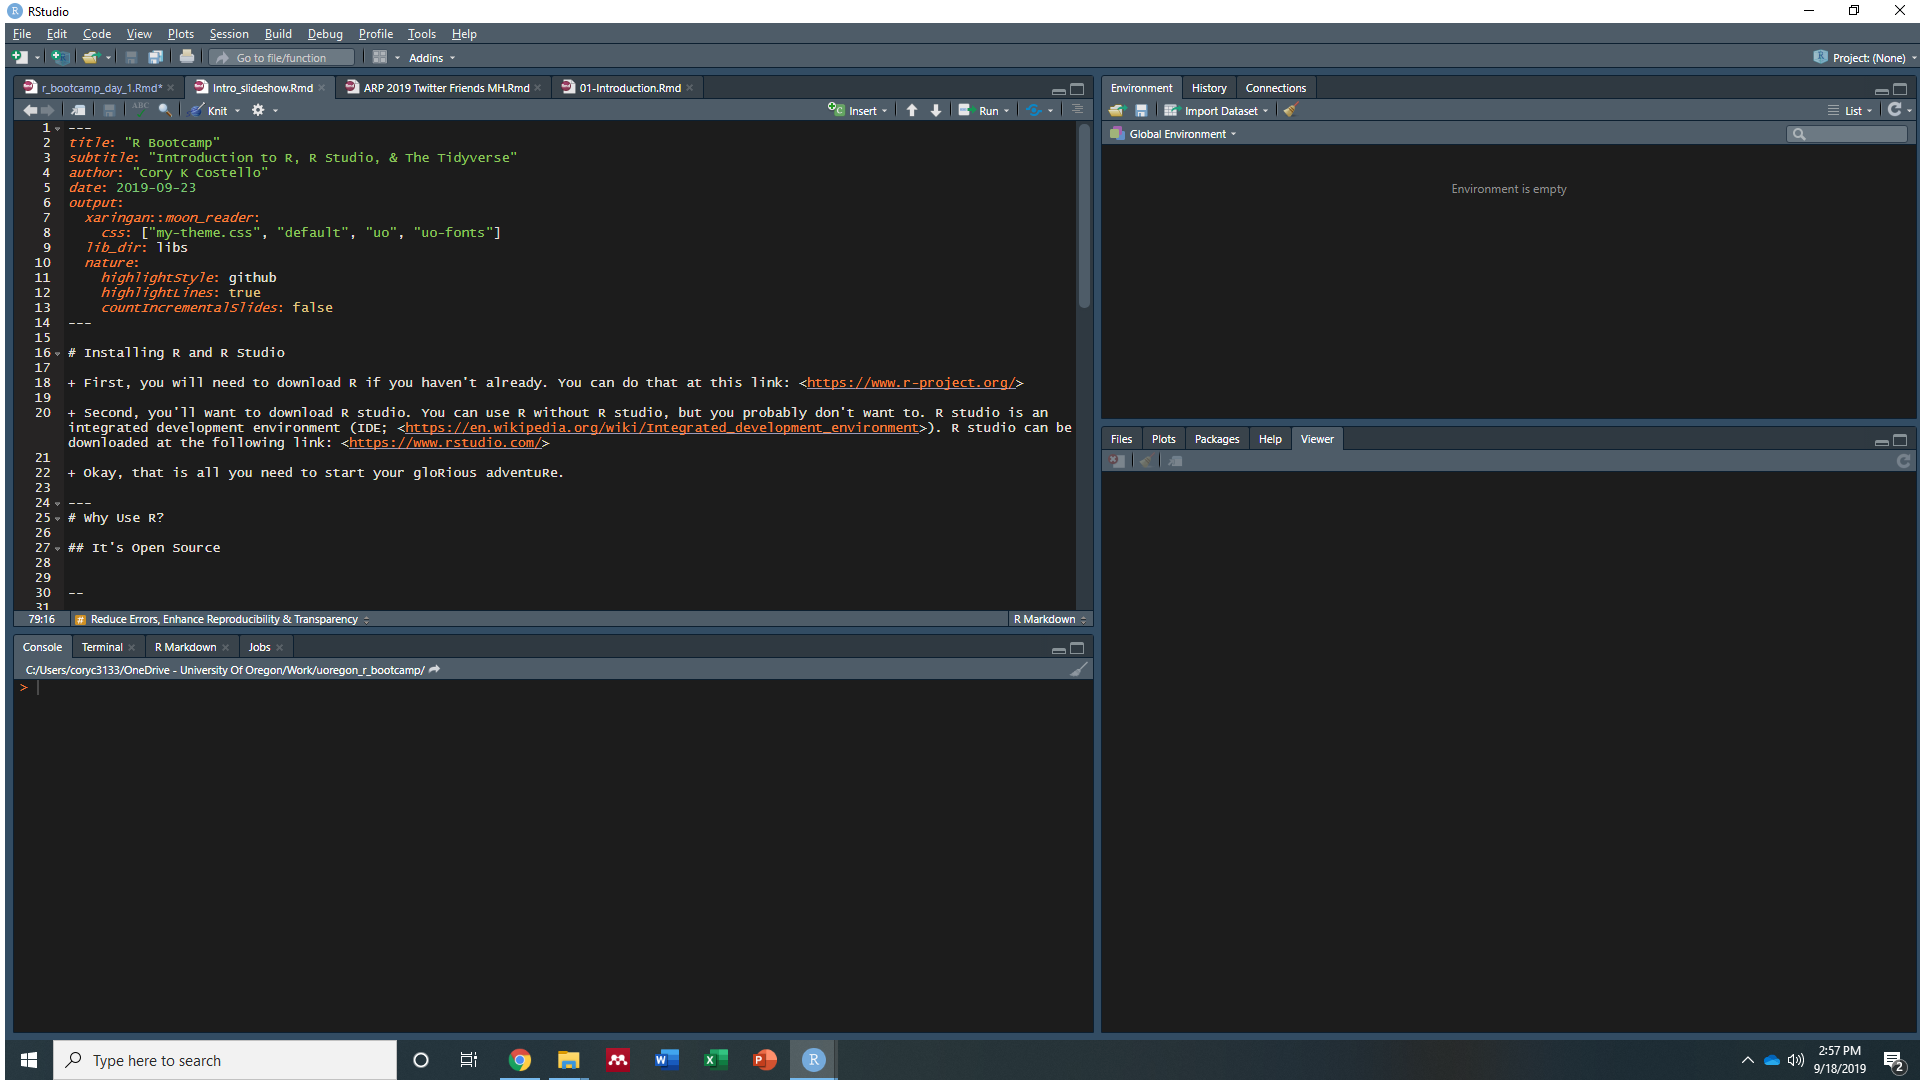 RStudio
File Edit Code View Plots Session Build Debug Profile Tools Help
Go to file/function Addins Project: (None)
r_bootcamp_day_1.Rmd* Intro_slideshow.Rmd ARP 2019 Twitter Friends MH.Rmd 01-Introduction.Rmd
ABC Knit Insert Run
1 ---
2 title: "R Bootcamp"
3 subtitle: "Introduction to R, R Studio, & The Tidyverse"
4 author: "Cory K Costello"
5 date: 2019-09-23
6 output:
7 xaringan::moon_reader:
8 css: ["my-theme.css", "default", "uo", "uo-fonts"]
9 lib_dir: libs
10 nature:
11 highlightStyle: github
12 highlightLines: true
13 countIncrementalSlides: false
14 ---
15
16 # Installing R and R Studio
17
18 + First, you will need to download R if you haven't already. You can do that at this link: <https://www.r-project.org/>
19
20 + Second, you'll want to download R studio. You can use R without R studio, but you probably don't want to. R studio is an
integrated development environment (IDE; <https://en.wikipedia.org/wiki/Integrated_development_environment>). R studio can be
downloaded at the following link: <https://www.rstudio.com/>
21
22 + Okay, that is all you need to start your gloRious adventuRe.
23
24 ---
25 # Why Use R?
26
27 ## It's Open Source
28
29
30 --
31
79:16 # Reduce Errors, Enhance Reproducibility & Transparency R Markdown
Console Terminal R Markdown Jobs
C:/Users/coryc3133/OneDrive - University Of Oregon/Work/uoregon_r_bootcamp/
>
Environment History Connections
Import Dataset List
Global Environment
Environment is empty
Files Plots Packages Help Viewer
Type here to search
W X P R
2:57 PM
9/18/2019
2